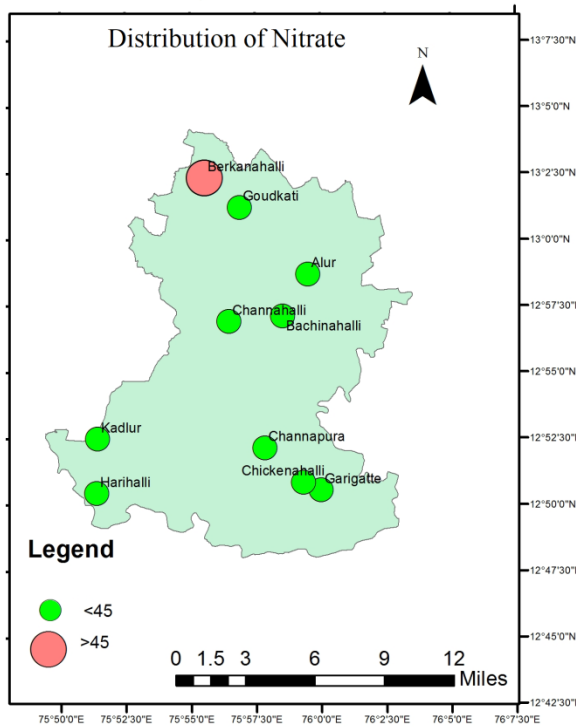 Distribution of Nitrate
N
13°7'30"N
13°5'0"N
13°2'30"N
13°0'0"N
12°57'30"N
12°55'0"N
12°52'30"N
12°50'0"N
12°47'30"N
12°45'0"N
12°42'30"N
Berkanahalli
Goudkati
Alur
Channahalli
Bachinahalli
Kadlur
Channapura
Chickenahalli
Garigatte
Harihalli
Legend
<45
>45
0 1.5 3 6 9 12
Miles
75°50'0"E 75°52'30"E 75°55'0"E 75°57'30"E 76°0'0"E 76°2'30"E 76°5'0"E 76°7'30"E